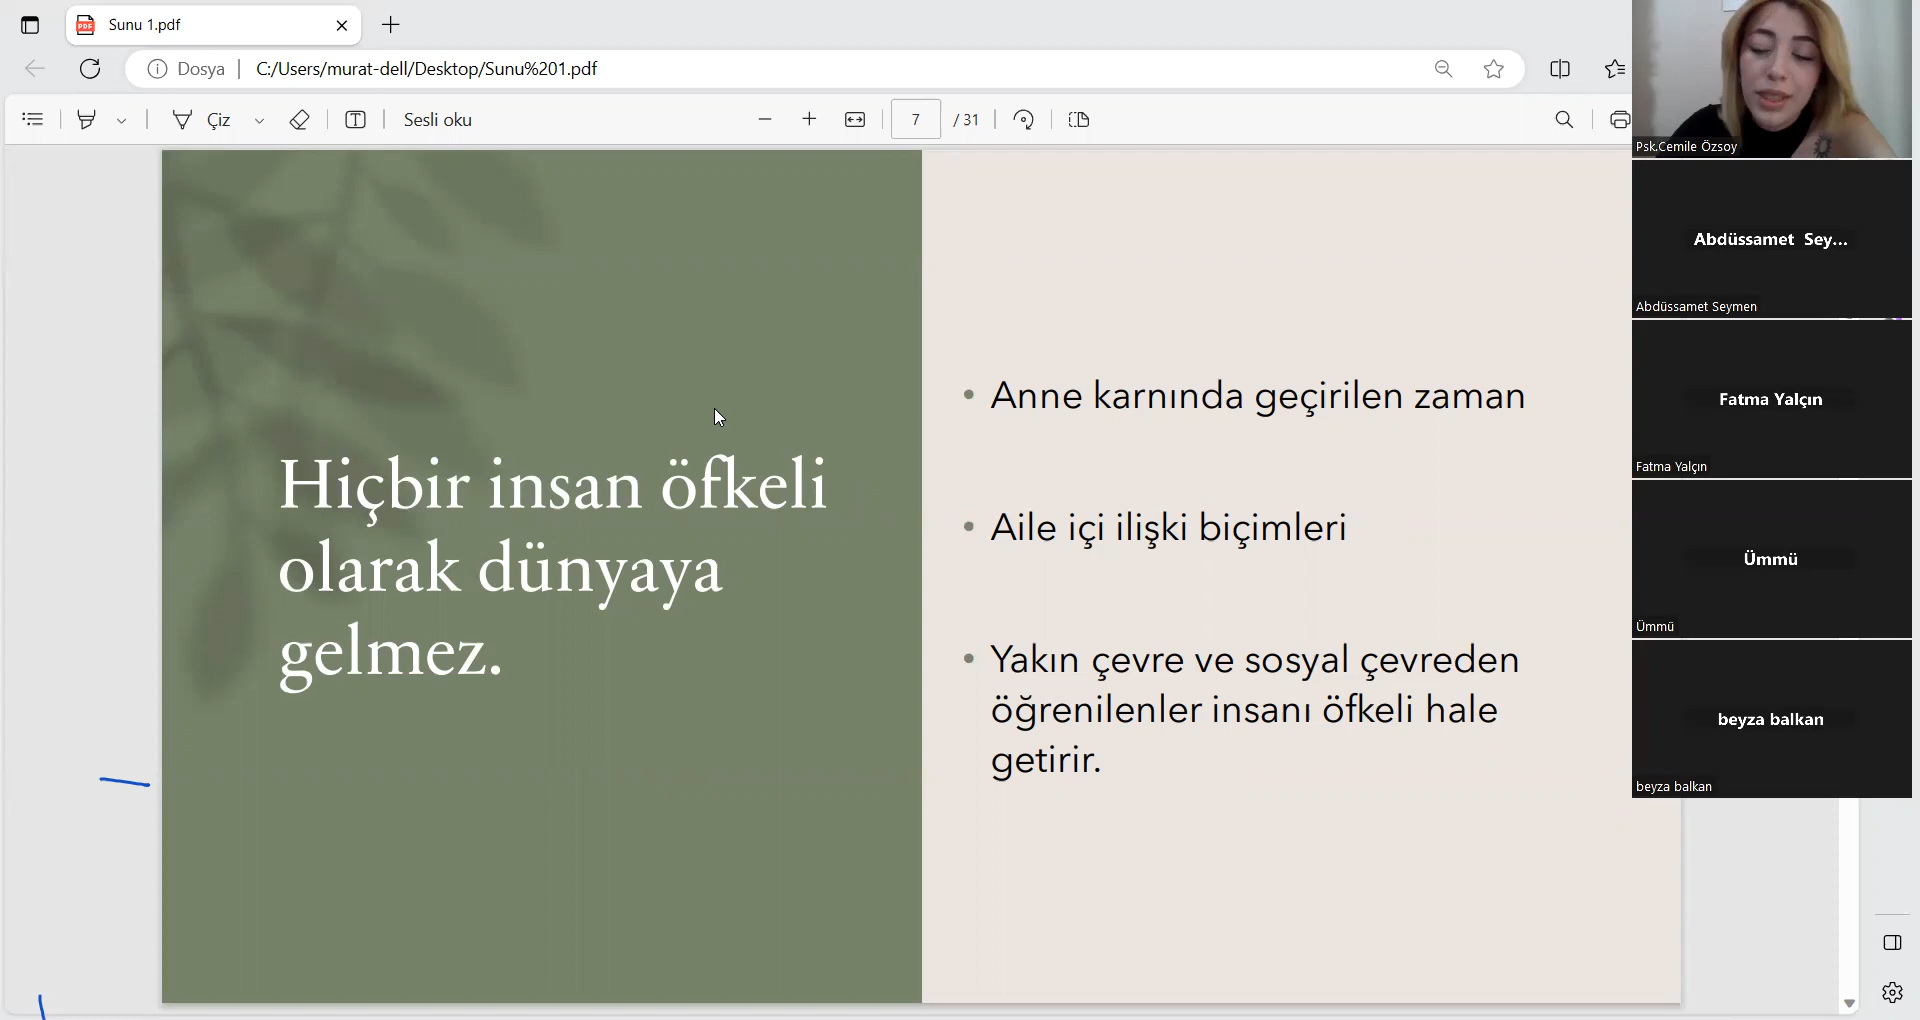 Sunu 1.pdf
Dosya
C:/Users/murat-dell/Desktop/Sunu%201.pdf
Çiz
Sesli oku
7 / 31
Hiçbir insan öfkeli
olarak dünyaya
gelmez.
• Anne karnında geçirilen zaman
• Aile içi ilişki biçimleri
• Yakın çevre ve sosyal çevreden
öğrenilenler insanı öfkeli hale
getirir.
Psk.Cemile Özsoy
Abdüssamet Sey...
Abdüssamet Seymen
Fatma Yalçın
Fatma Yalçın
Ümmü
Ümmü
beyza balkan
beyza balkan